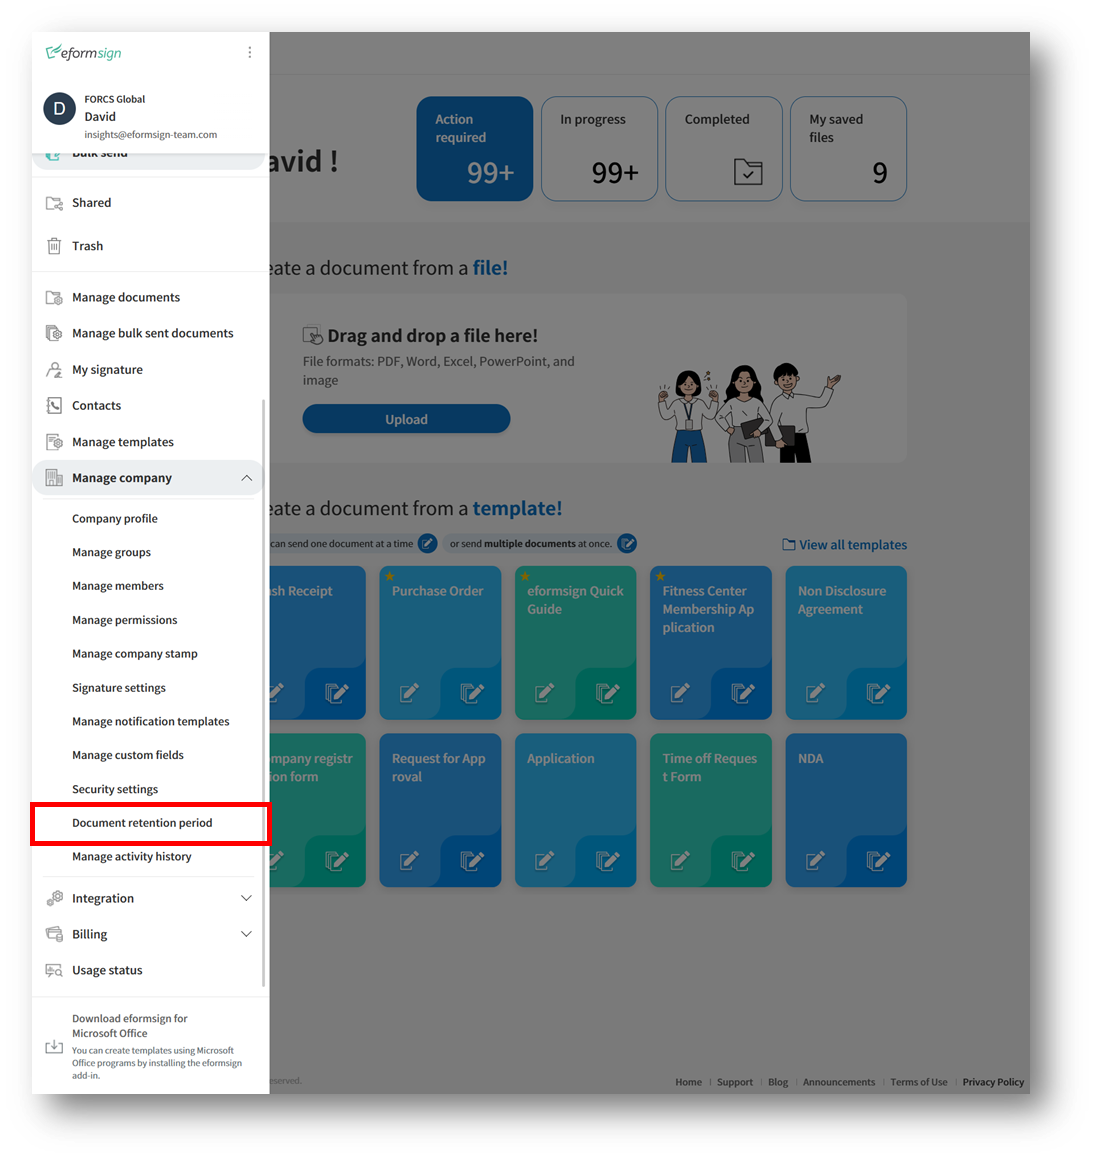 eformsign
D
FORCS Global
David
insights@eformsign-team.com
Bulk send
Shared
Trash
Manage documents
Manage bulk sent documents
My signature
Contacts
Manage templates
Manage company
Company profile
Manage groups
Manage members
Manage permissions
Manage company stamp
Signature settings
Manage notification templates
Manage custom fields
Security settings
Document retention period
Manage activity history
Integration
Billing
Usage status
Download eformsign for
Microsoft Office
You can create templates using Microsoft
Office programs by installing the eformsign
add-in.
avid !
Action
required
99+
In progress
99+
Completed
My saved
files
9
eate a document from a file!
Drag and drop a file here!
File formats: PDF, Word, Excel, PowerPoint, and
image
Upload
eate a document from a template!
can send one document at a time
or send multiple documents at once.
View all templates
sh Receipt
Purchase Order
eformsign Quick
Guide
Fitness Center
Membership Ap
plication
Non Disclosure
Agreement
mpany registr
ion form
Request for App
roval
Application
Time off Reques
t Form
NDA
eserved.
Home
Support
Blog
Announcements
Terms of Use
Privacy Policy